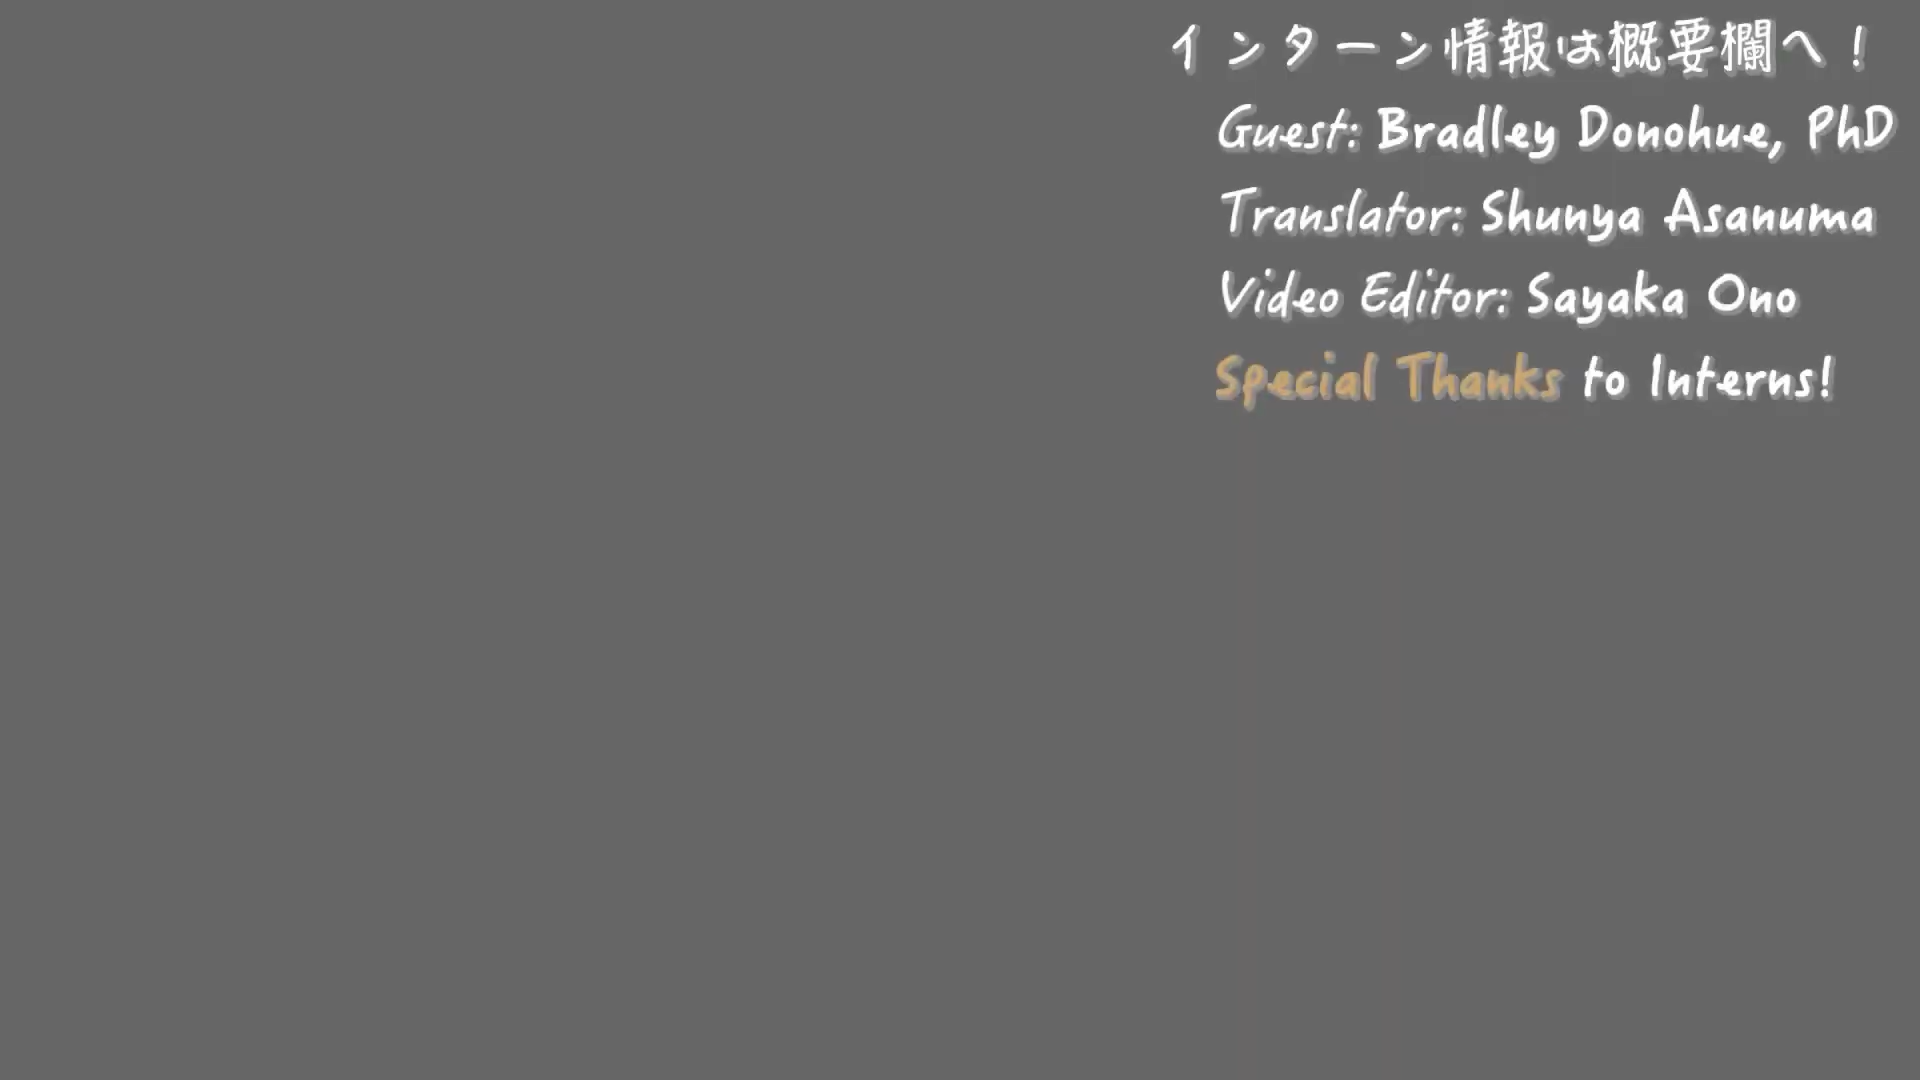 インターン情報は概要欄へ！
Guest: Bradley Donohue, PhD
Translator: Shunya Asanuma
Video Editor: Sayaka Ono
Special Thanks to Interns!